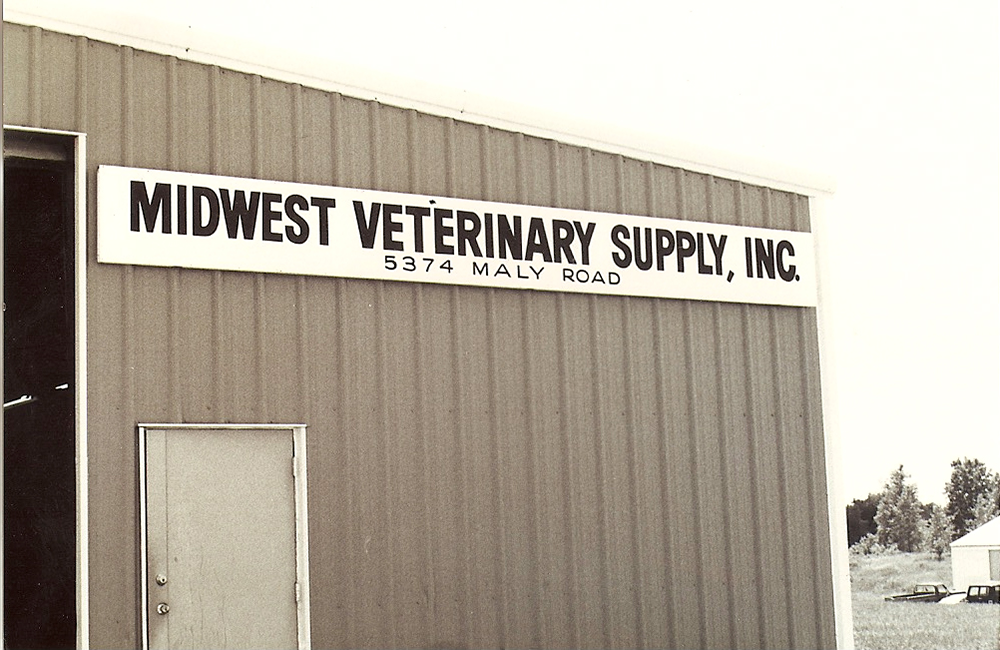 MIDWEST VETERINARY SUPPLY, INC.
5374 MALY ROAD